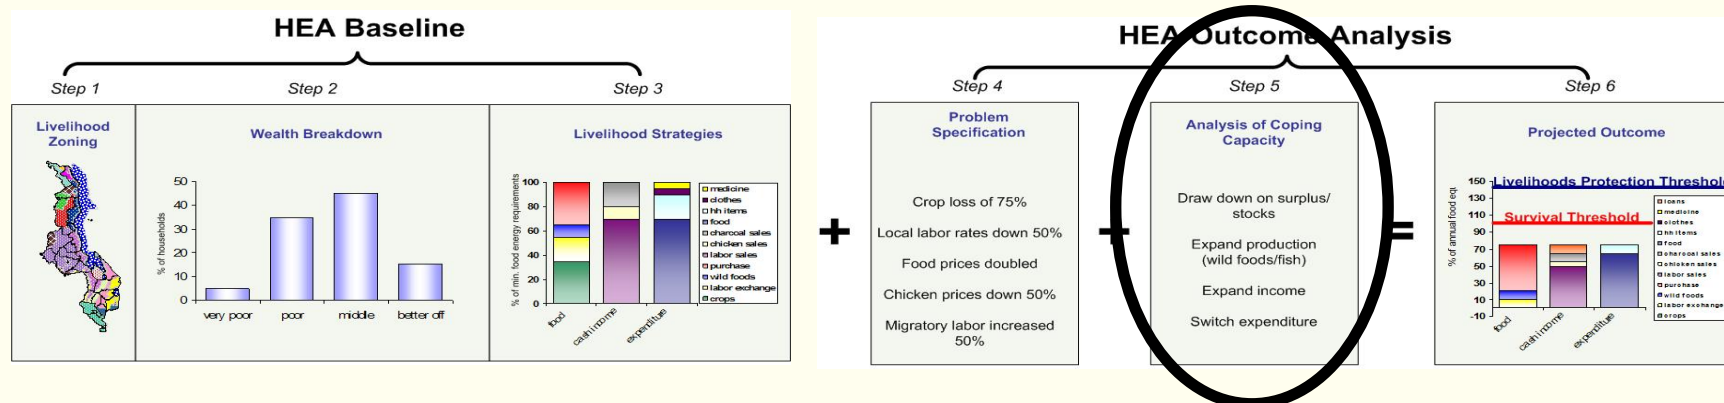 HEA Baseline
Step 1
Step 2
Step 3
Livelihood
Zoning
Wealth Breakdown
% of households
50
40
30
20
10
0
very poor
poor
middle
better off
Livelihood Strategies
% of min. food energy requirements
100
80
60
40
20
0
food
cash income
expenditure
medicine
clothes
hh items
food
charcoal sales
chicken sales
labor sales
purchase
wild foods
labor exchange
crops
+
HEA Outcome Analysis
Step 4
Step 5
Step 6
Problem
Specification
Crop loss of 75%
Local labor rates down 50%
Food prices doubled
Chicken prices down 50%
Migratory labor increased
50%
+
Analysis of Coping
Capacity
Draw down on surplus/
stocks
Expand production
(wild foods/fish)
Expand income
Switch expenditure
=
Projected Outcome
% of annual food eq.
150
130
110
90
70
50
30
10
-10
Livelihoods Protection Threshold
Survival Threshold
food
cash income
expenditure
loans
medicine
clothes
hh items
food
charcoal sales
chicken sales
labor sales
purchase
wild foods
labor exchange
crops